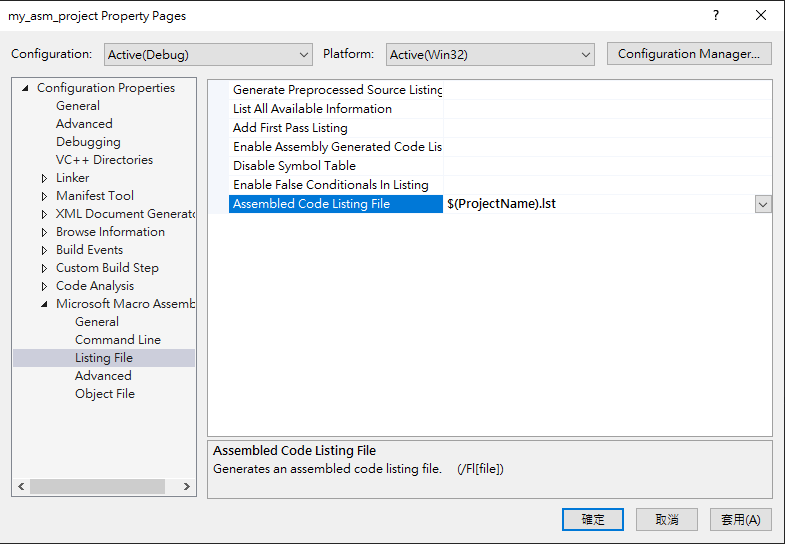 my_asm_project Property Pages
?
Configuration: Active(Debug) Platform: Active(Win32) Configuration Manager...
Configuration Properties
General
Advanced
Debugging
VC++ Directories
Linker
Manifest Tool
XML Document Generato
Browse Information
Build Events
Custom Build Step
Code Analysis
Microsoft Macro Assemb
General
Command Line
Listing File
Advanced
Object File
Generate Preprocessed Source Listing
List All Available Information
Add First Pass Listing
Enable Assembly Generated Code Lis
Disable Symbol Table
Enable False Conditionals In Listing
Assembled Code Listing File $(ProjectName).lst
Assembled Code Listing File
Generates an assembled code listing file. (/Fl[file])
確定 取消 套用(A)